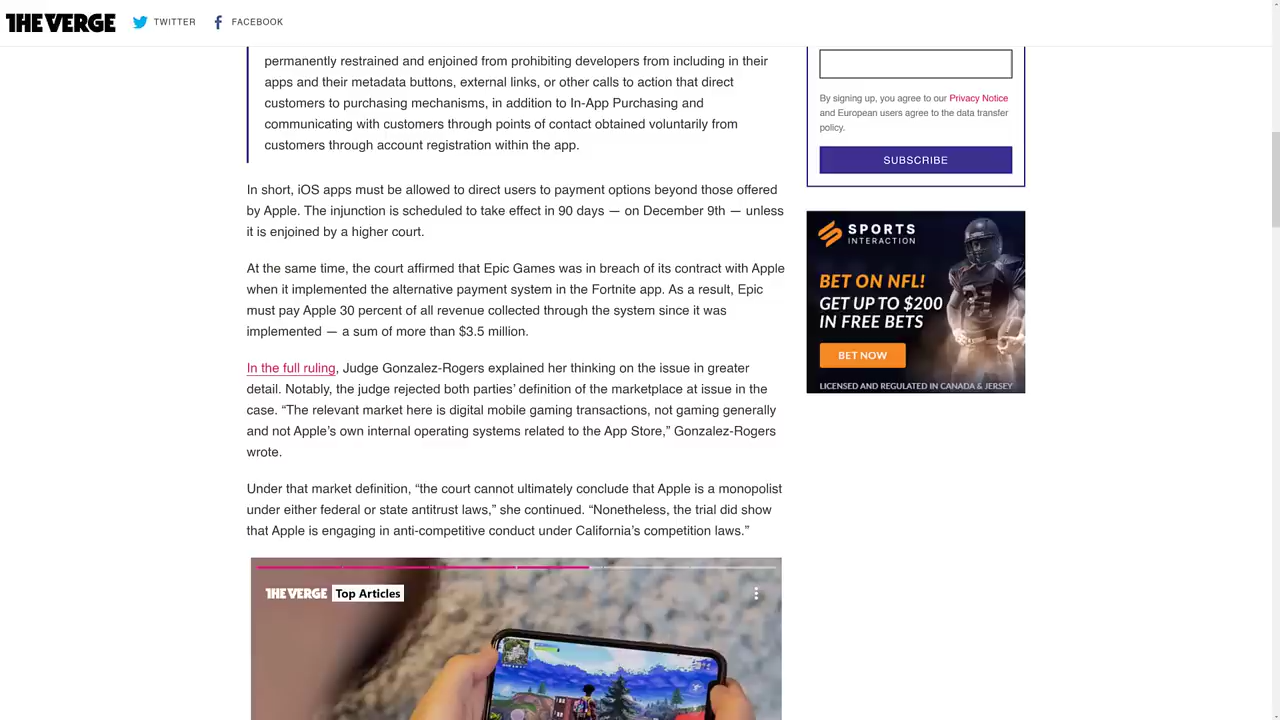 THE VERGE TWITTER FACEBOOK
permanently restrained and enjoined from prohibiting developers from including in their
apps and their metadata buttons, external links, or other calls to action that direct
customers to purchasing mechanisms, in addition to In-App Purchasing and
communicating with customers through points of contact obtained voluntarily from
customers through account registration within the app.
In short, iOS apps must be allowed to direct users to payment options beyond those offered
by Apple. The injunction is scheduled to take effect in 90 days — on December 9th — unless
it is enjoined by a higher court.
At the same time, the court affirmed that Epic Games was in breach of its contract with Apple
when it implemented the alternative payment system in the Fortnite app. As a result, Epic
must pay Apple 30 percent of all revenue collected through the system since it was
implemented — a sum of more than $3.5 million.
In the full ruling, Judge Gonzalez-Rogers explained her thinking on the issue in greater
detail. Notably, the judge rejected both parties’ definition of the marketplace at issue in the
case. “The relevant market here is digital mobile gaming transactions, not gaming generally
and not Apple’s own internal operating systems related to the App Store,” Gonzalez-Rogers
wrote.
Under that market definition, “the court cannot ultimately conclude that Apple is a monopolist
under either federal or state antitrust laws,” she continued. “Nonetheless, the trial did show
that Apple is engaging in anti-competitive conduct under California’s competition laws.”
THE VERGE Top Articles
By signing up, you agree to our Privacy Notice
and European users agree to the data transfer
policy.
SUBSCRIBE
SPORTS
INTERACTION
BET ON NFL!
GET UP TO $200
IN FREE BETS
BET NOW
LICENSED AND REGULATED IN CANADA & JERSEY